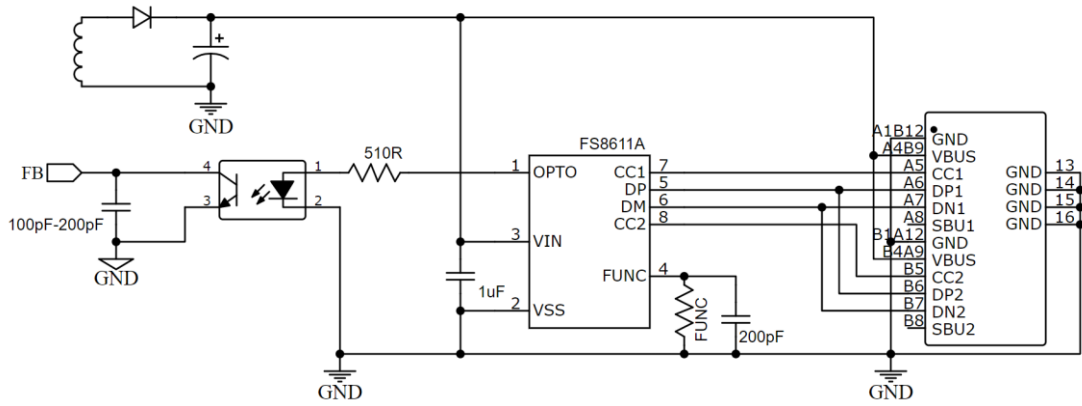 +
GND
FB
4
3
1
2
100pF-200pF
GND
510R
GND
1uF
FS8611A
1 OPTO
3 VIN
2 VSS
CC1 7
DP 5
DM 6
CC2 8
FUNC 4
FUNC
200pF
GND
A1B12 GND
A4B9 VBUS
A5 CC1
A6 DP1
A7 DN1
A8 SBU1
B1A12 GND
B4A9 VBUS
B5 CC2
B6 DP2
B7 DN2
B8 SBU2
GND 13
GND 14
GND 15
GND 16